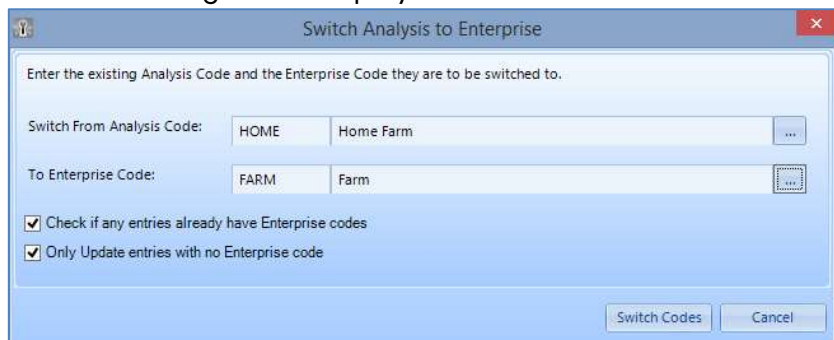 Switch Analysis to Enterprise
Enter the existing Analysis Code and the Enterprise Code they are to be switched to.
Switch From Analysis Code: HOME Home Farm ...
To Enterprise Code: FARM Farm ...
Check if any entries already have Enterprise codes
Only Update entries with no Enterprise code
Switch Codes Cancel